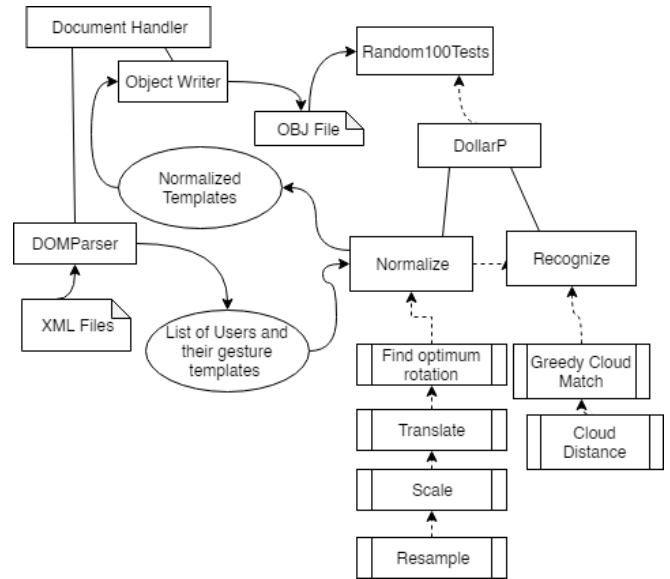 Document Handler
Object Writer
Random100Tests
OBJ File
DollarP
Normalized
Templates
DOMParser
Normalize
Recognize
XML Files
List of Users and
their gesture
templates
Find optimum
rotation
Greedy Cloud
Match
Translate
Cloud
Distance
Scale
Resample